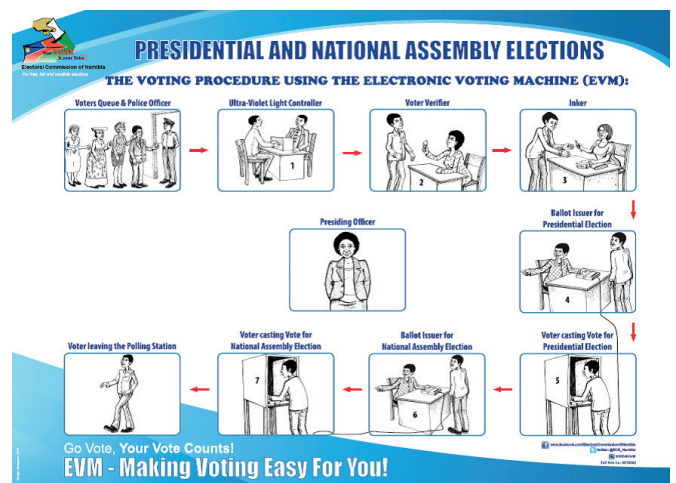 VOTE
Electoral Commission of Namibia
For free, fair and credible elections
PRESIDENTIAL AND NATIONAL ASSEMBLY ELECTIONS
THE VOTING PROCEDURE USING THE ELECTRONIC VOTING MACHINE (EVM):
Voters Queue & Police Officer
Ultra-Violet Light Controller
Voter Verifier
Inker
1
2
3
Presiding Officer
Ballot Issuer for
Presidential Election
4
Voter leaving the Polling Station
Voter casting Vote for
National Assembly Election
Ballot Issuer for
National Assembly Election
Voter casting Vote for
Presidential Election
7
6
5
Go Vote, Your Vote Counts!
EVM - Making Voting Easy For You!